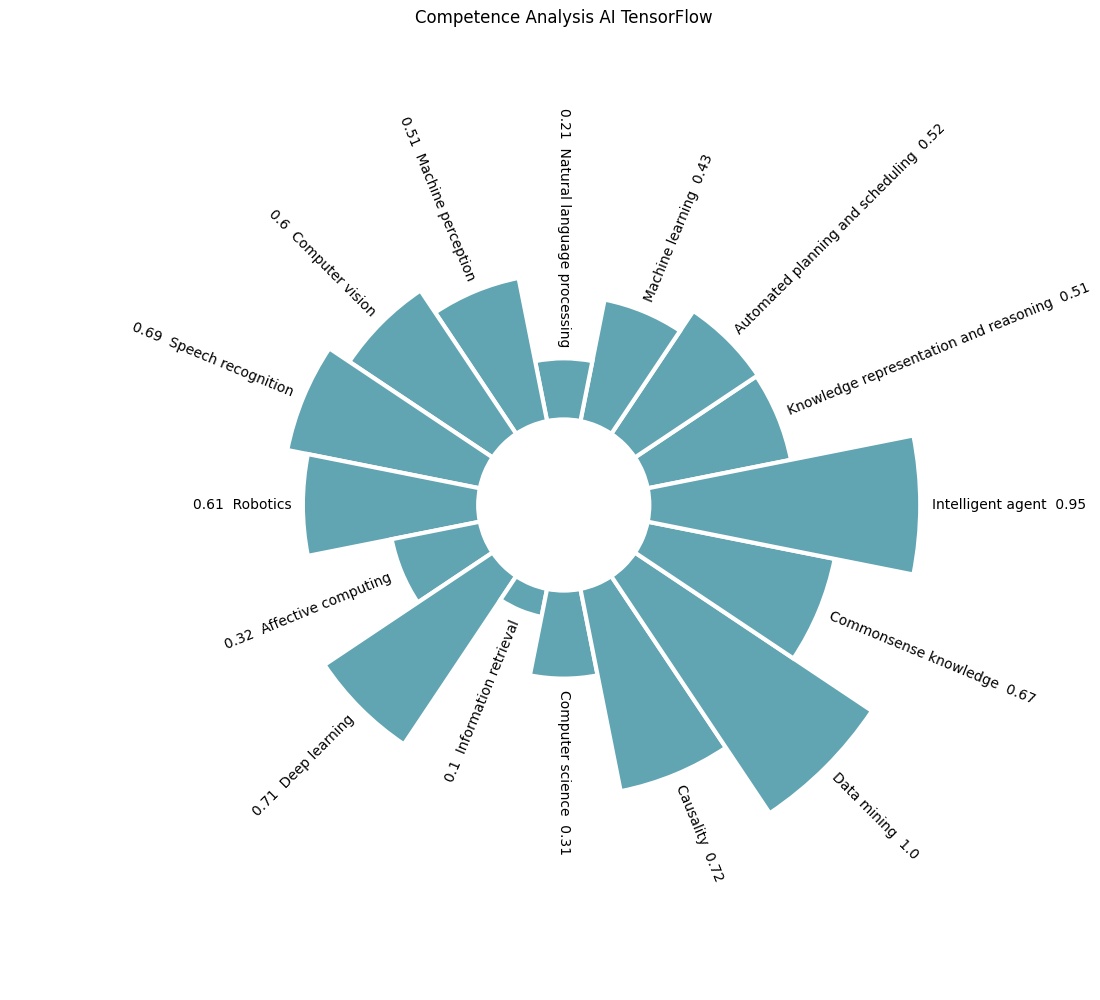 Competence Analysis AI TensorFlow
0.21  Natural language processing
0.51  Machine perception
Machine learning  0.43
Automated planning and scheduling  0.52
0.6  Computer vision
Knowledge representation and reasoning  0.51
0.69  Speech recognition
0.61  Robotics
Intelligent agent  0.95
0.32  Affective computing
Commonsense knowledge  0.67
0.1  Information retrieval
0.71  Deep learning
Computer science  0.31
Causality  0.72
Data mining  1.0